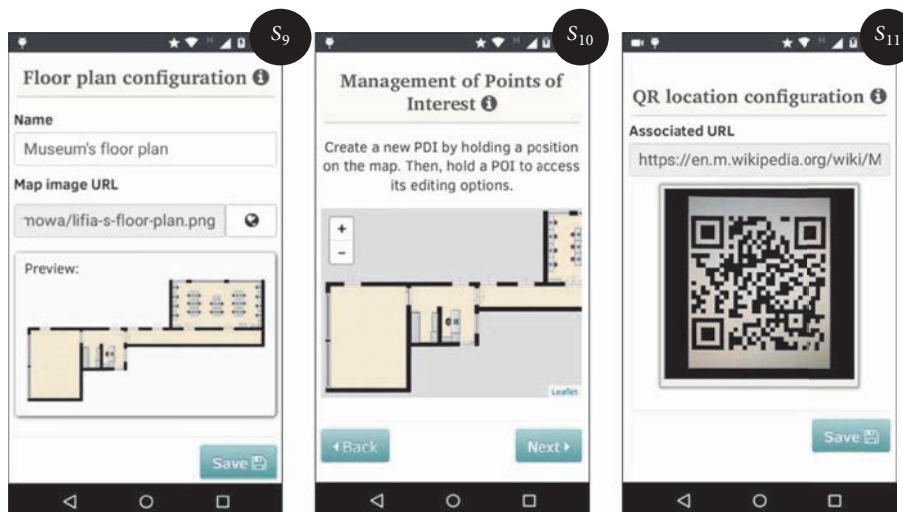 S9
Floor plan configuration
Name
Museum's floor plan
Map image URL
nowa/lifia-s-floor-plan.png
Preview:
Save
S10
Management of Points of
Interest
Create a new PDI by holding a position
on the map. Then, hold a POI to access
its editing options.
+
−
Leaflet
Back
Next
S11
QR location configuration
Associated URL
https://en.m.wikipedia.org/wiki/M
Save